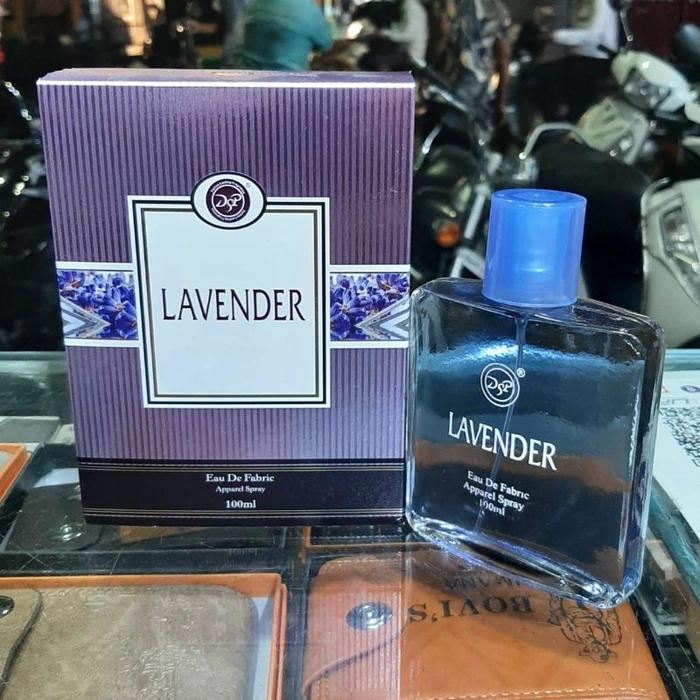 DSP
LAVENDER
Eau De Fabric
Apparel Spray
100ml
DSP
®
LAVENDER
Eau De Fabric
Apparel Spray
100ml
BOVI'S